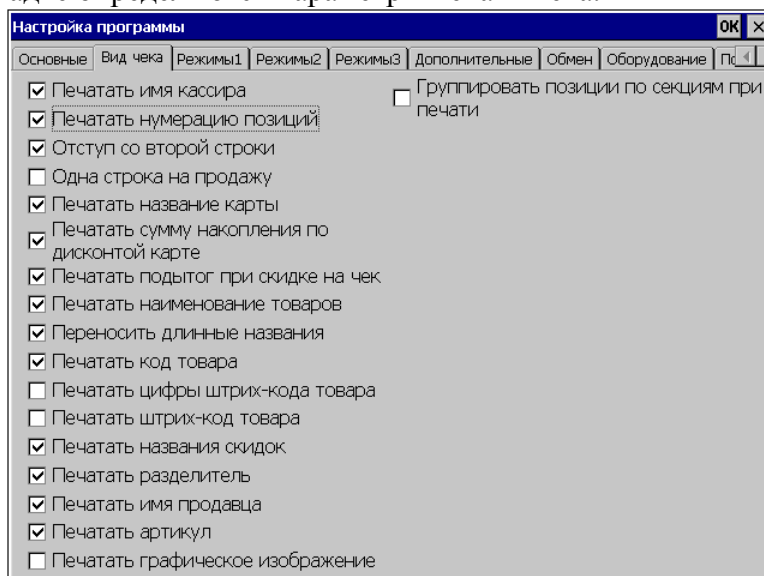 Настройка программы
OK ×
Основные Вид чека Режимы1 Режимы2 Режимы3 Дополнительные Обмен Оборудование
Печатать имя кассира
Печатать нумерацию позиций
Отступ со второй строки
Одна строка на продажу
Печатать название карты
Печатать сумму накопления по
дисконтой карте
Печатать подытог при скидке на чек
Печатать наименование товаров
Переносить длинные названия
Печатать код товара
Печатать цифры штрих-кода товара
Печатать штрих-код товара
Печатать названия скидок
Печатать разделитель
Печатать имя продавца
Печатать артикул
Печатать графическое изображение
Группировать позиции по секциям при
печати